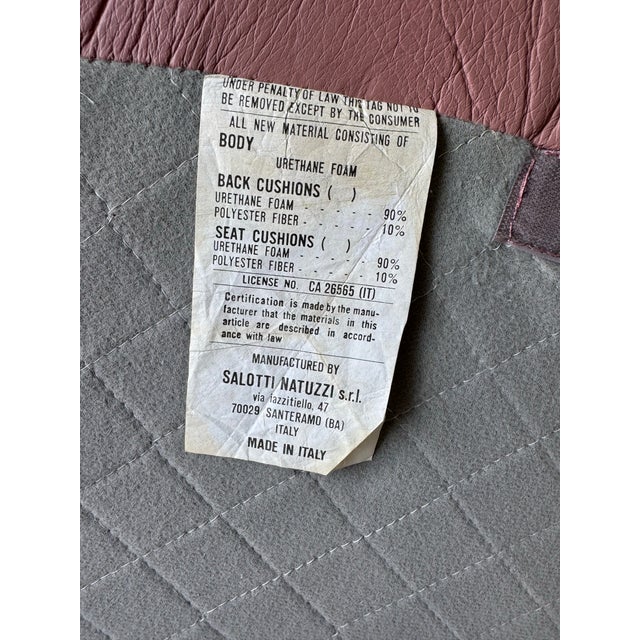 UNDER PENALTY OF LAW THIS TAG NOT TO
BE REMOVED EXCEPT BY THE CONSUMER
ALL NEW MATERIAL CONSISTING OF
BODY
URETHANE FOAM
BACK CUSHIONS ( )
URETHANE FOAM - - - - - 90%
POLYESTER FIBER - - - - - 10%
SEAT CUSHIONS ( )
URETHANE FOAM - - - - - 90%
POLYESTER FIBER - - - - - 10%
LICENSE NO. CA 26565 (IT)
Certification is made by the manu-
facturer that the materials in this
article are described in accord-
ance with law
MANUFACTURED BY
SALOTTI NATUZZI s.r.l.
via Iazzitiello, 47
70029 SANTERAMO (BA)
ITALY
MADE IN ITALY